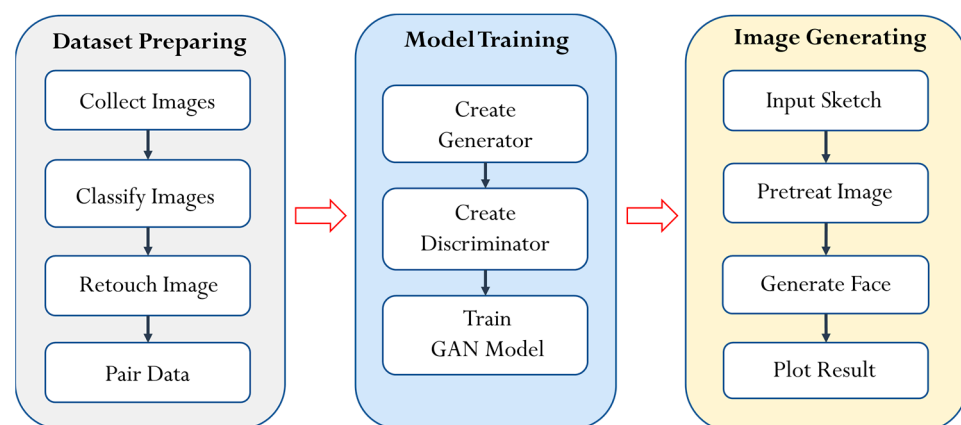 Dataset Preparing
Collect Images
Classify Images
Retouch Image
Pair Data
Model Training
Create
Generator
Create
Discriminator
Train
GAN Model
Image Generating
Input Sketch
Pretreat Image
Generate Face
Plot Result